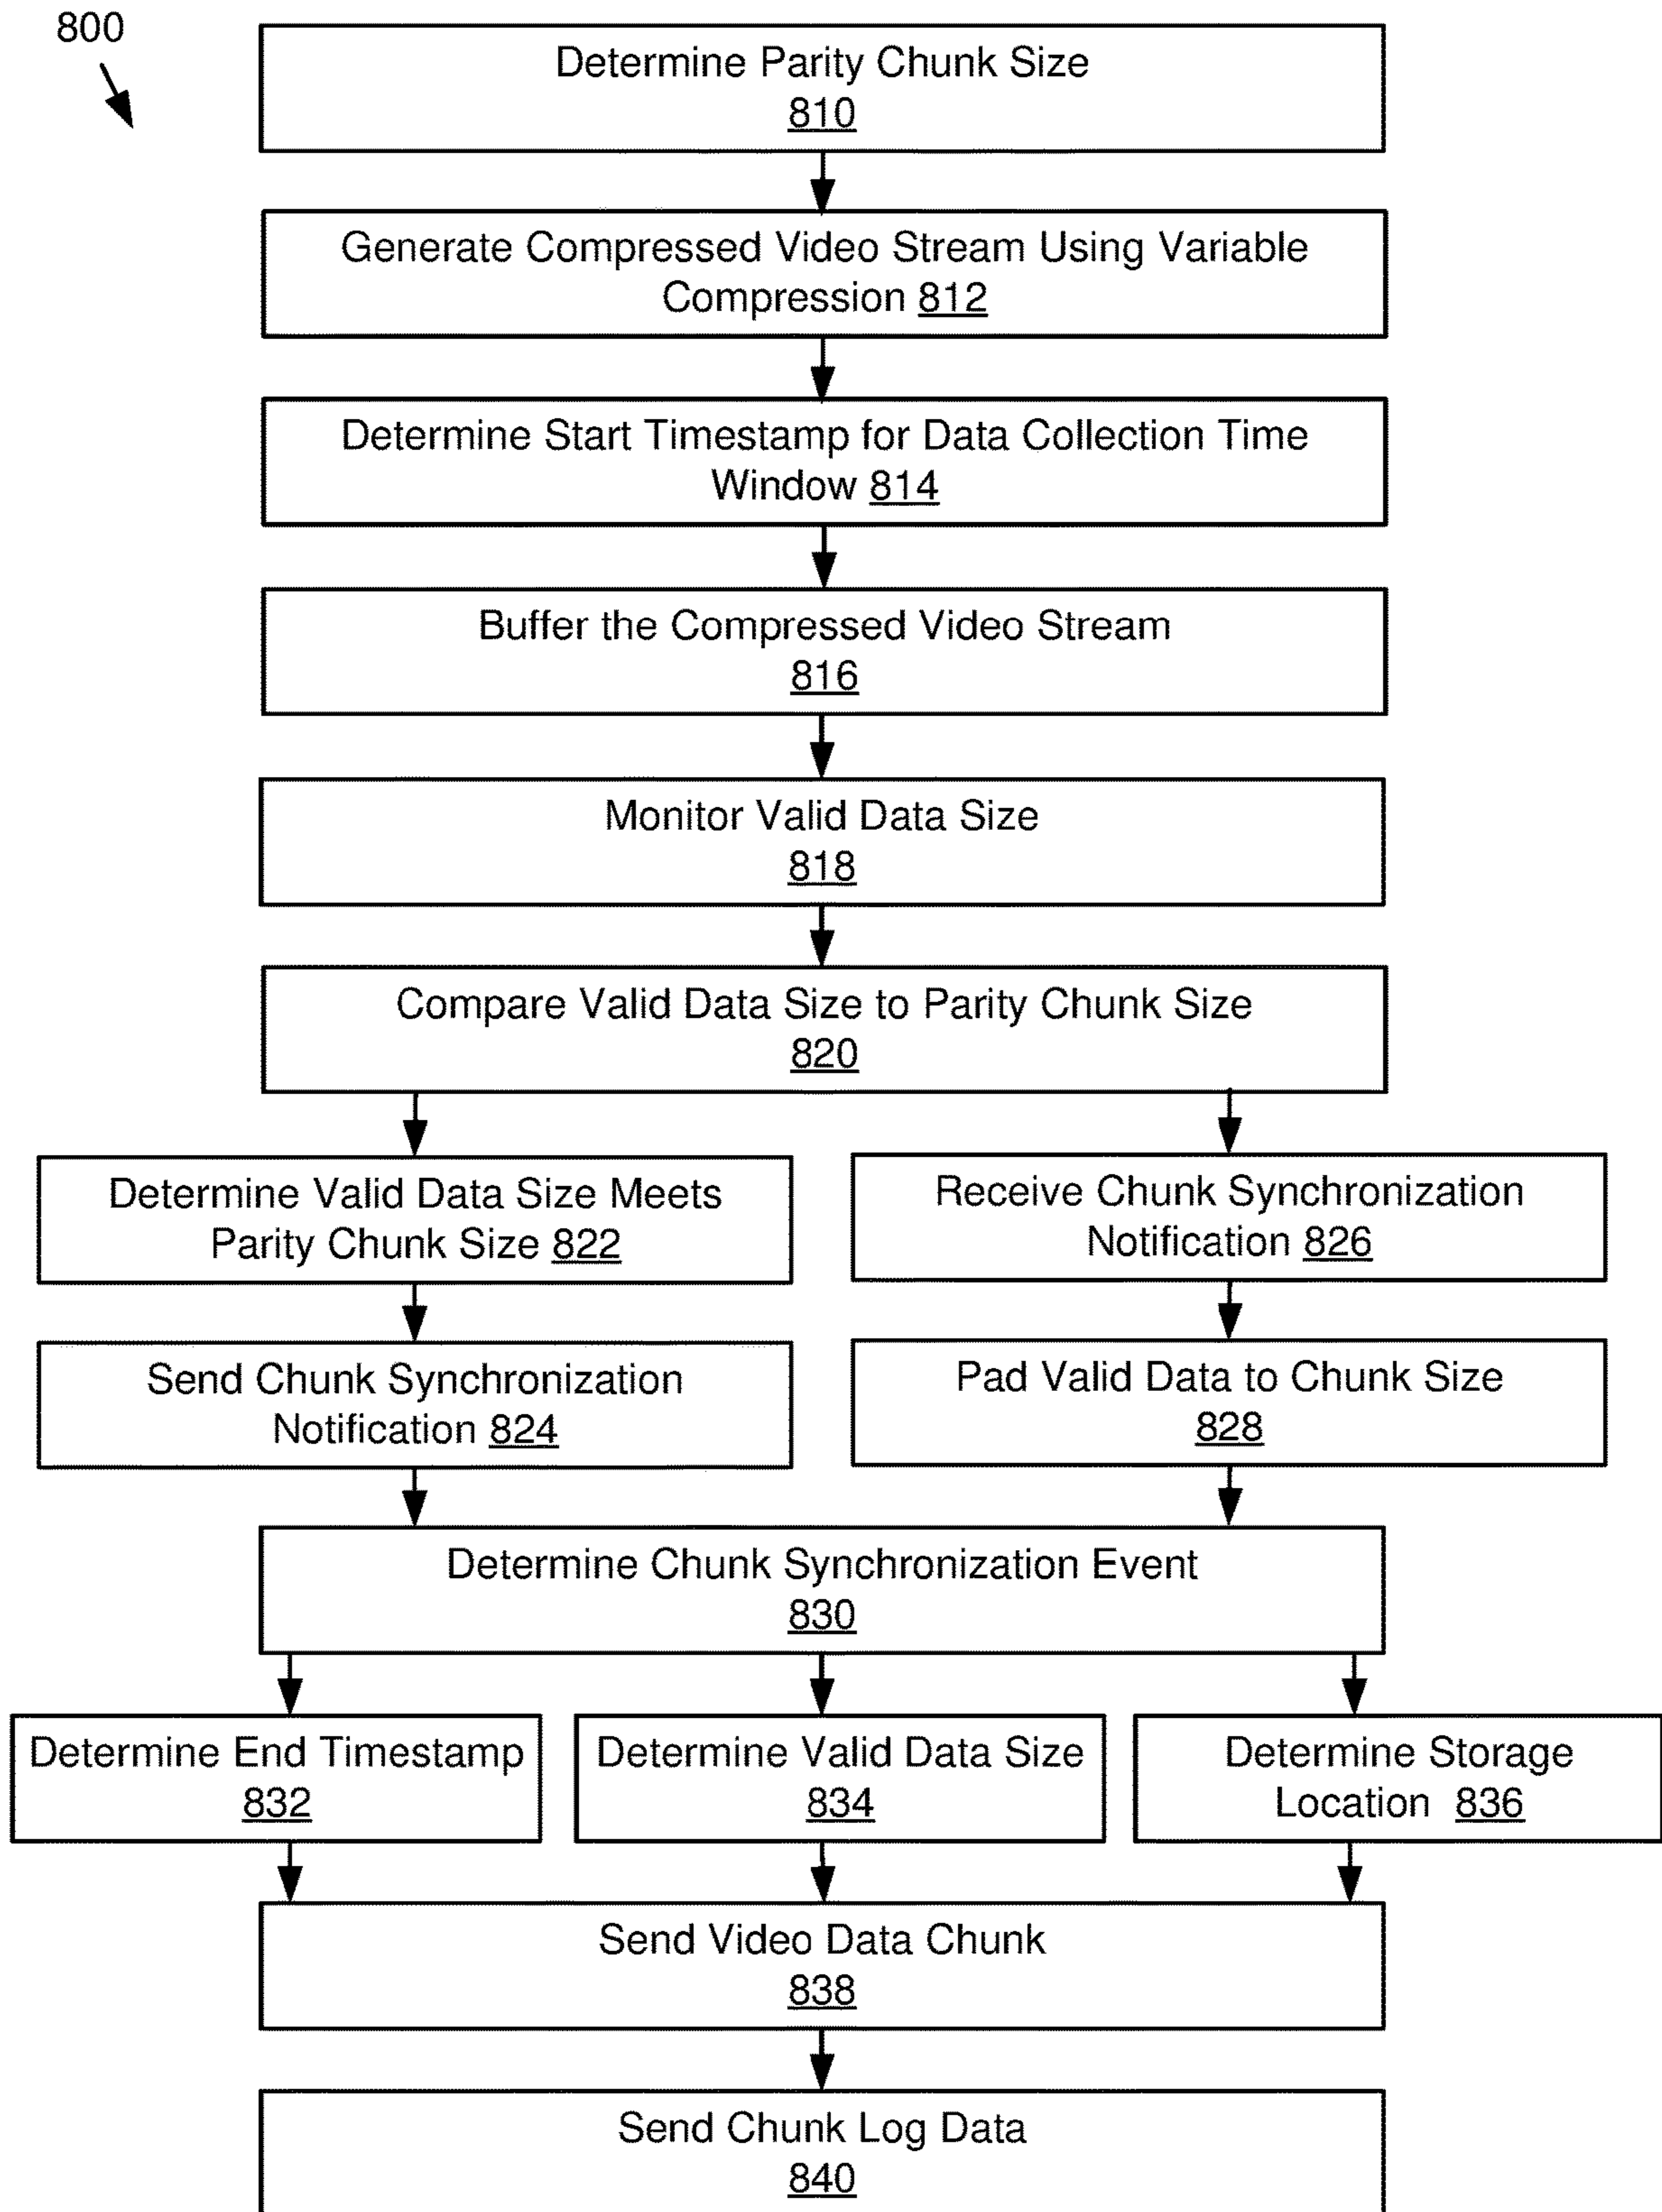 800
Determine Parity Chunk Size
810
Generate Compressed Video Stream Using Variable
Compression 812
Determine Start Timestamp for Data Collection Time
Window 814
Buffer the Compressed Video Stream
816
Monitor Valid Data Size
818
Compare Valid Data Size to Parity Chunk Size
820
Determine Valid Data Size Meets
Parity Chunk Size 822
Receive Chunk Synchronization
Notification 826
Send Chunk Synchronization
Notification 824
Pad Valid Data to Chunk Size
828
Determine Chunk Synchronization Event
830
Determine End Timestamp
832
Determine Valid Data Size
834
Determine Storage
Location 836
Send Video Data Chunk
838
Send Chunk Log Data
840